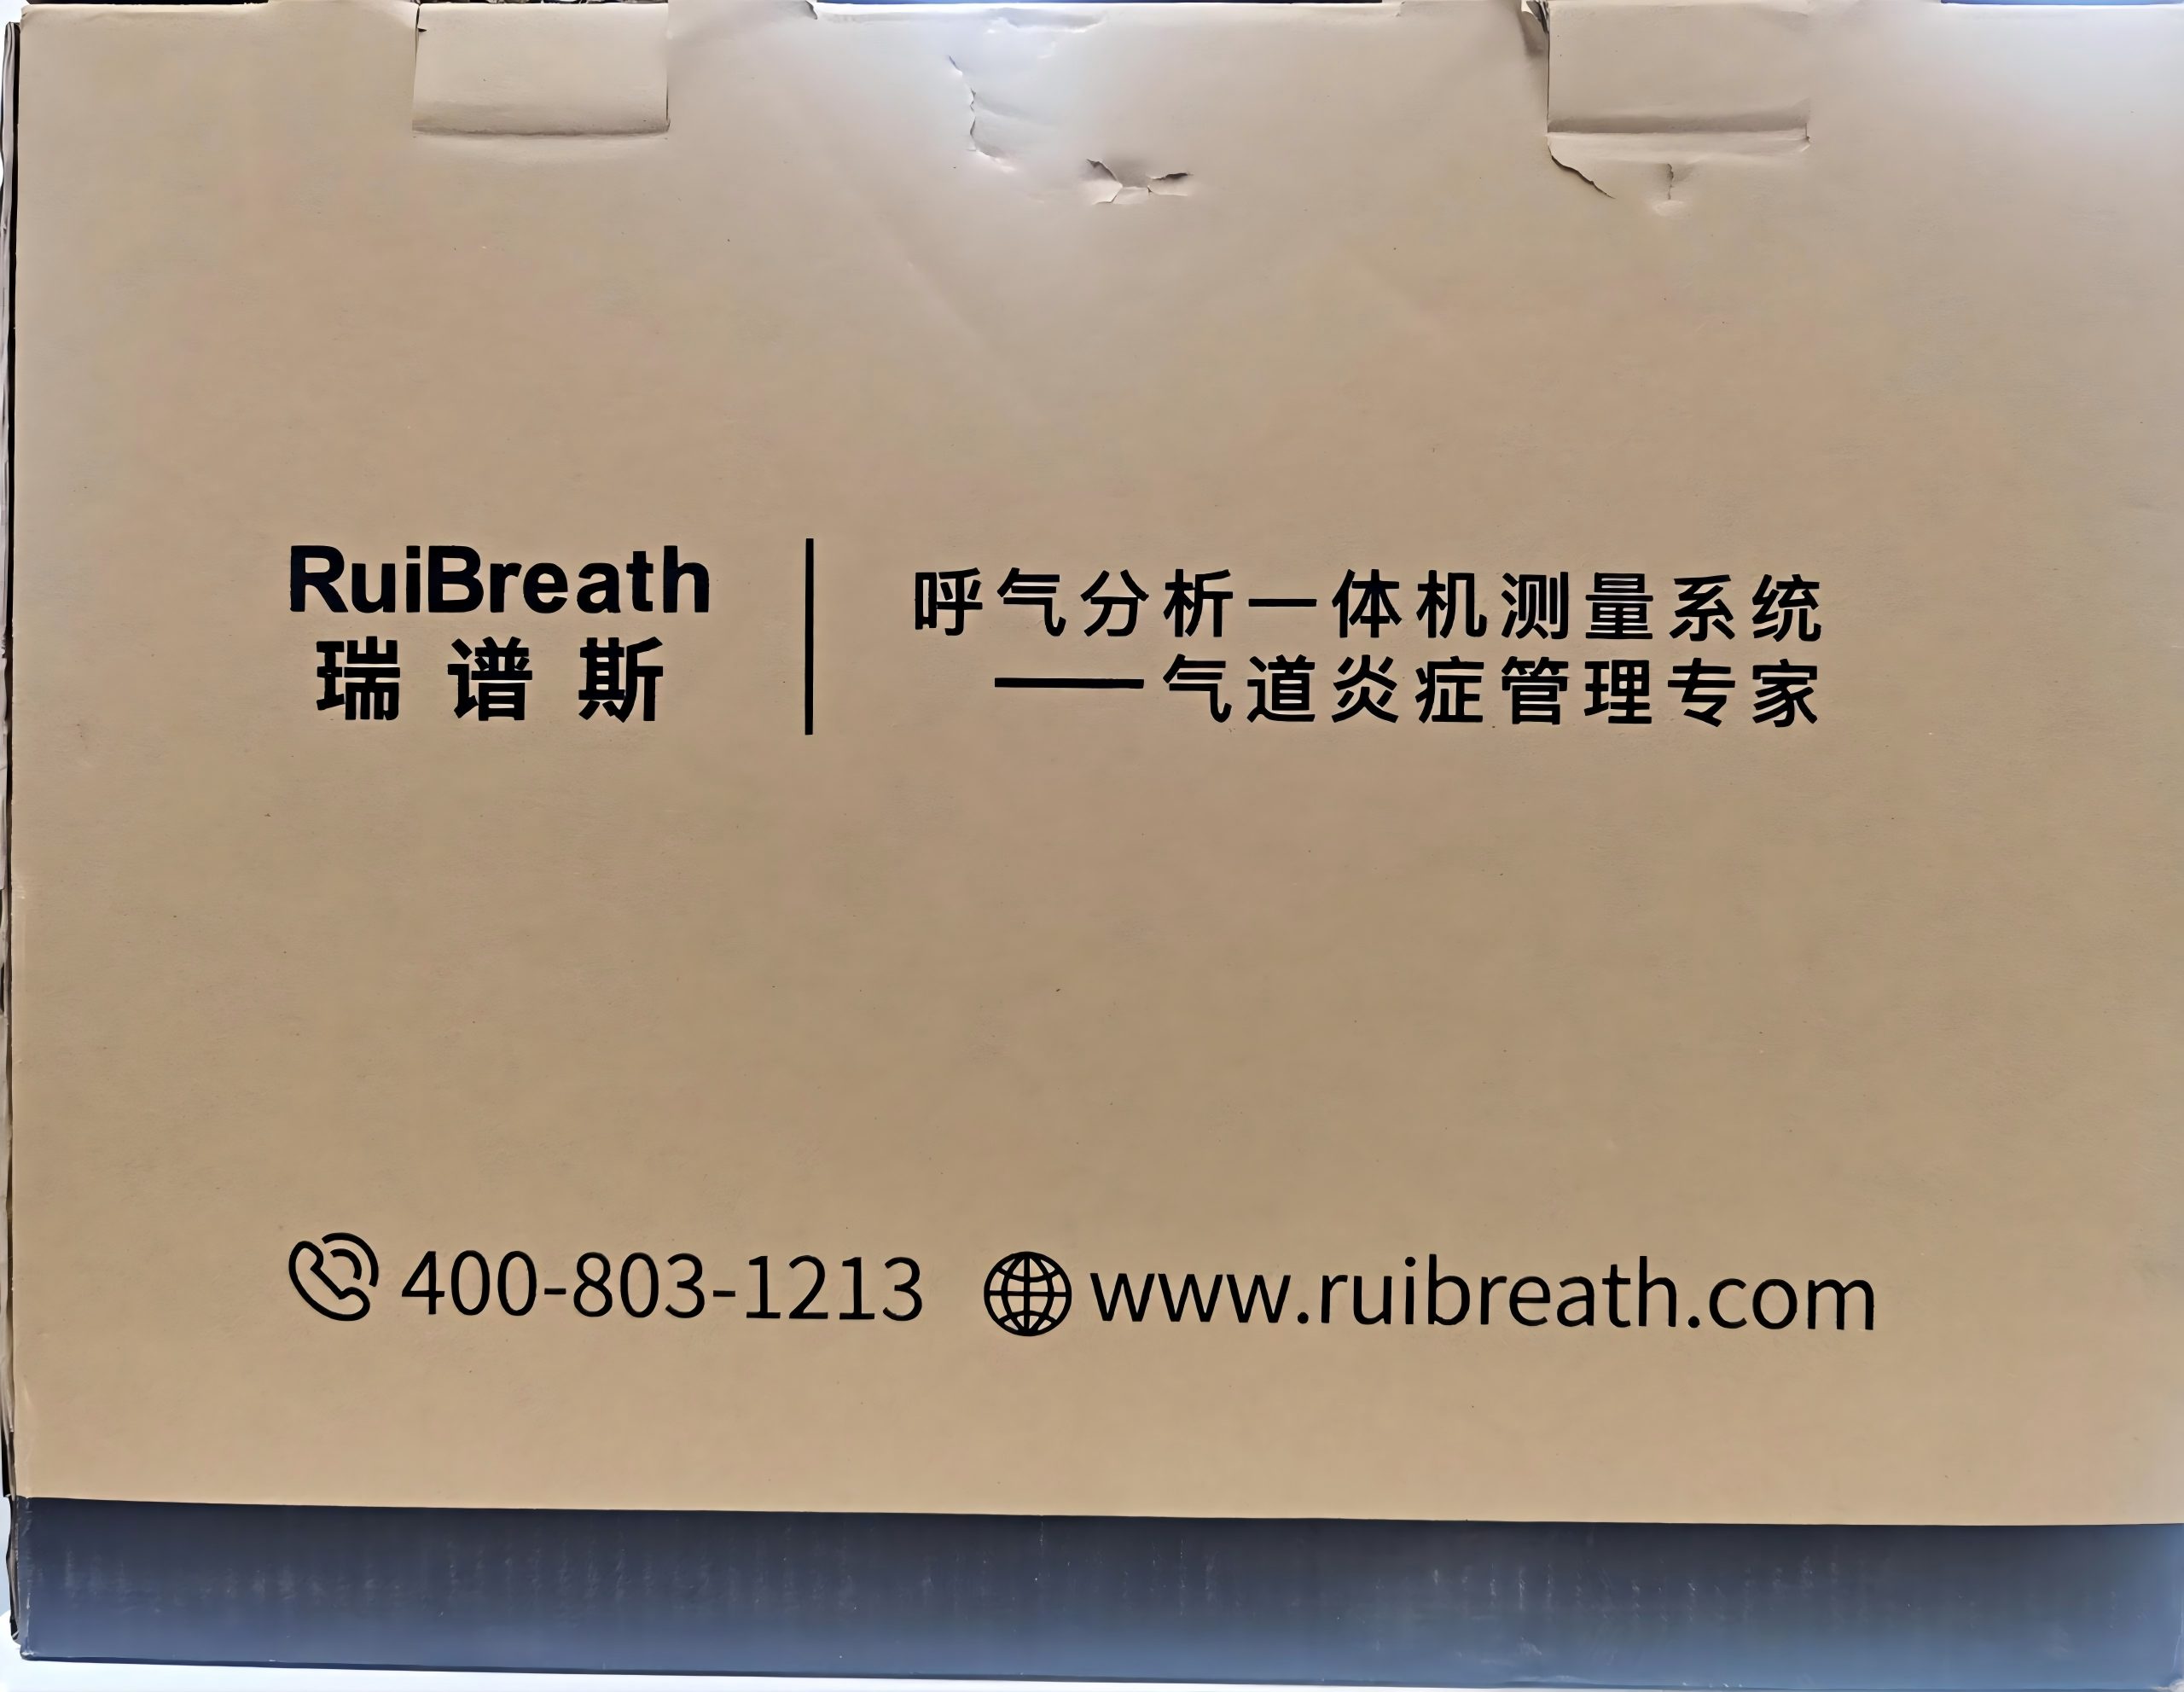 RuiBreath
瑞谱斯
呼气分析一体机测量系统
——气道炎症管理专家
400-803-1213
www.ruibreath.com